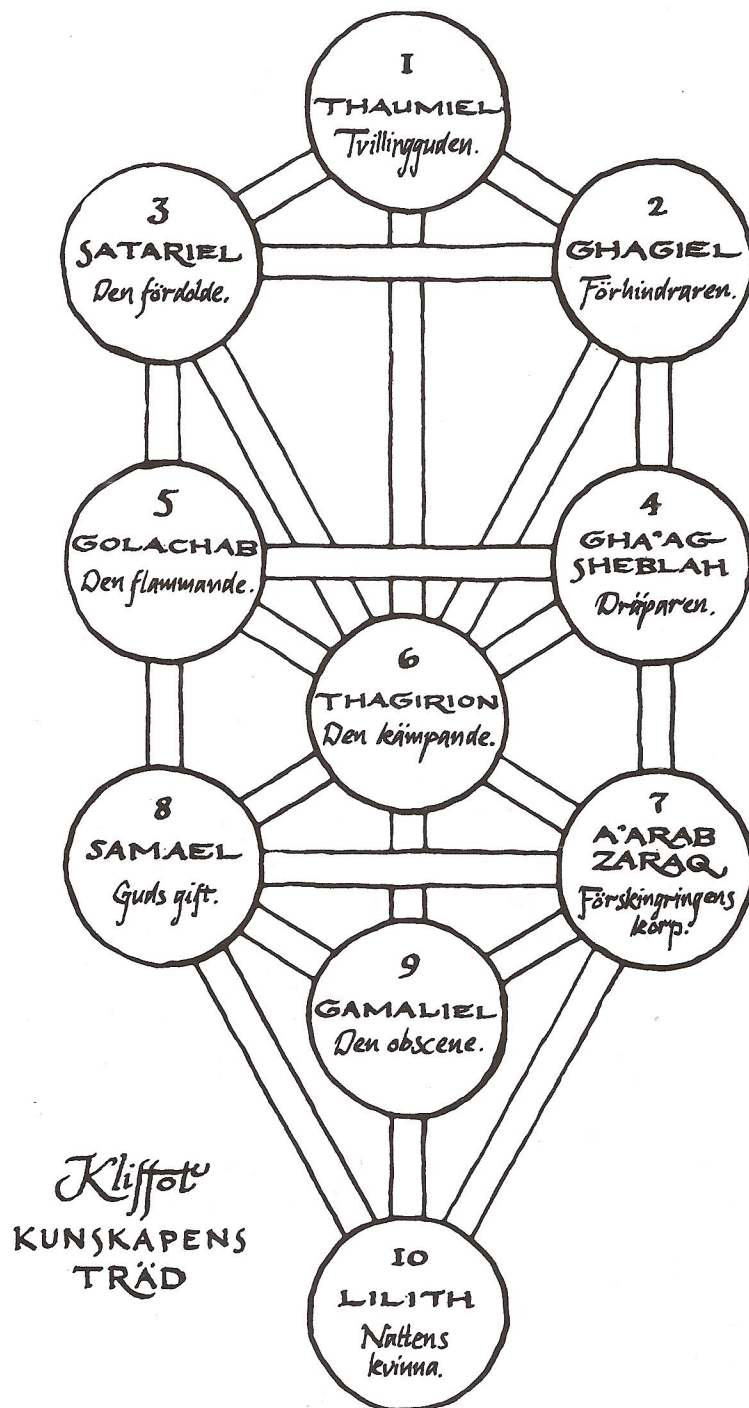 1
THAUMIEL
Tvillingguden.
2
GHAGIEL
Förhindraren.
3
SATARIEL
Den fördolde.
4
GHA'AG-
SHEBLAH
Dräparen.
5
GOLACHAB
Den flammande.
6
THAGIRION
Den kämpande.
7
A'ARAB
ZARAQ
Förskingringens
korp.
8
SAMAEL
Guds gift.
9
GAMALIEL
Den obscene.
10
LILITH
Nattens
kvinna.
Kliffot
KUNSKAPENS
TRÄD